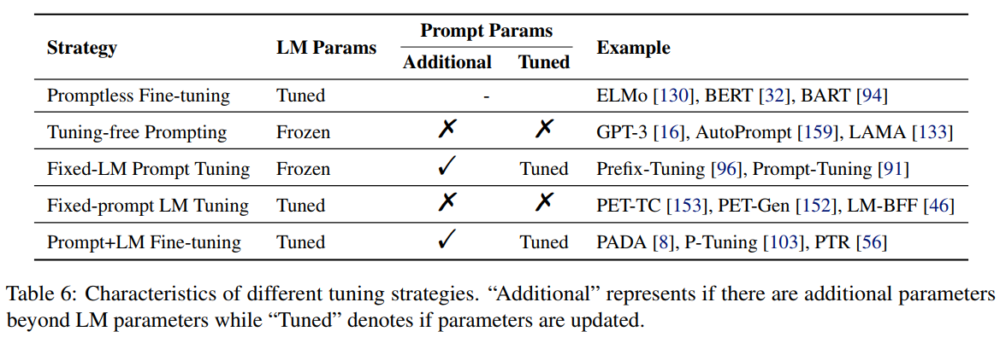 Strategy LM Params Prompt Params Example
Additional Tuned
Promptless Fine-tuning Tuned - ELMo [130], BERT [32], BART [94]
Tuning-free Prompting Frozen ✗ ✗ GPT-3 [16], AutoPrompt [159], LAMA [133]
Fixed-LM Prompt Tuning Frozen ✓ Tuned Prefix-Tuning [96], Prompt-Tuning [91]
Fixed-prompt LM Tuning Tuned ✗ ✗ PET-TC [153], PET-Gen [152], LM-BFF [46]
Prompt+LM Fine-tuning Tuned ✓ Tuned PADA [8], P-Tuning [103], PTR [56]
Table 6: Characteristics of different tuning strategies. “Additional” represents if there are additional parameters
beyond LM parameters while “Tuned” denotes if parameters are updated.